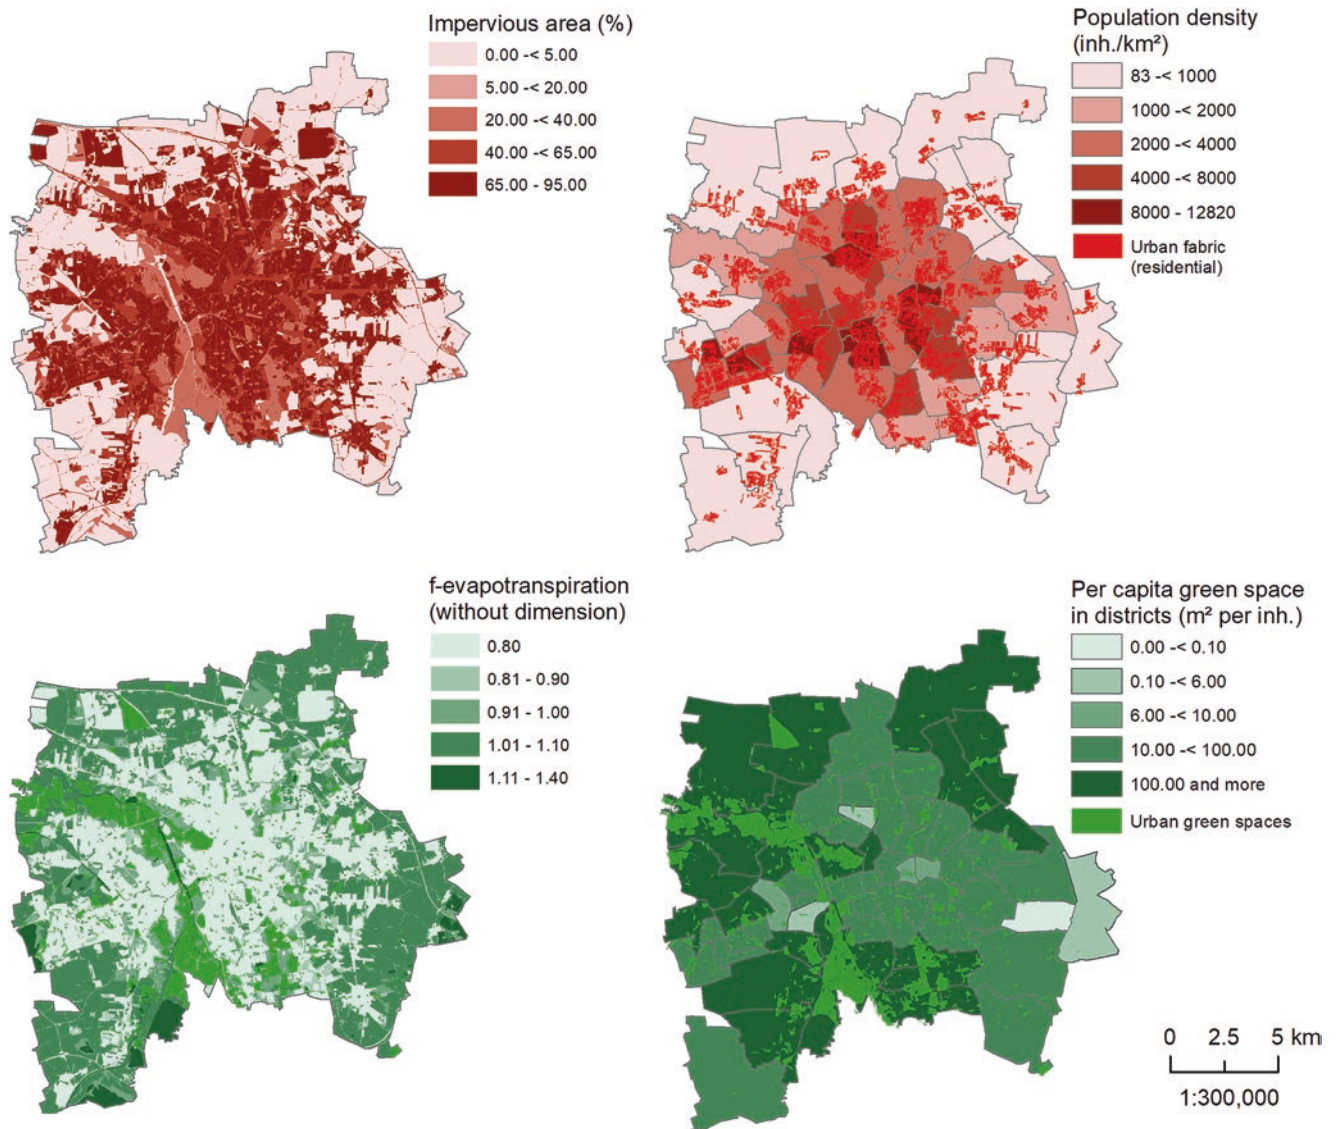 Impervious area (%)
0.00 -< 5.00
5.00 -< 20.00
20.00 -< 40.00
40.00 -< 65.00
65.00 - 95.00
Population density
(inh./km²)
83 -< 1000
1000 -< 2000
2000 -< 4000
4000 -< 8000
8000 - 12820
Urban fabric
(residential)
f-evapotranspiration
(without dimension)
0.80
0.81 - 0.90
0.91 - 1.00
1.01 - 1.10
1.11 - 1.40
Per capita green space
in districts (m² per inh.)
0.00 -< 0.10
0.10 -< 6.00
6.00 -< 10.00
10.00 -< 100.00
100.00 and more
Urban green spaces
0 2.5 5 km
1:300,000